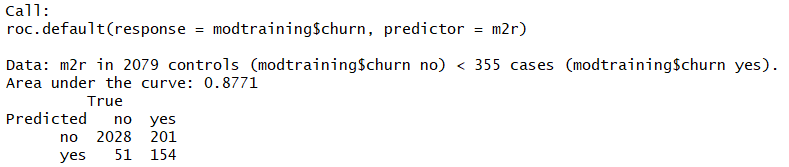 Call:
roc.default(response = modtraining$churn, predictor = m2r)
Data: m2r in 2079 controls (modtraining$churn no) < 355 cases (modtraining$churn yes).
Area under the curve: 0.8771
True
Predicted no yes
no 2028 201
yes 51 154